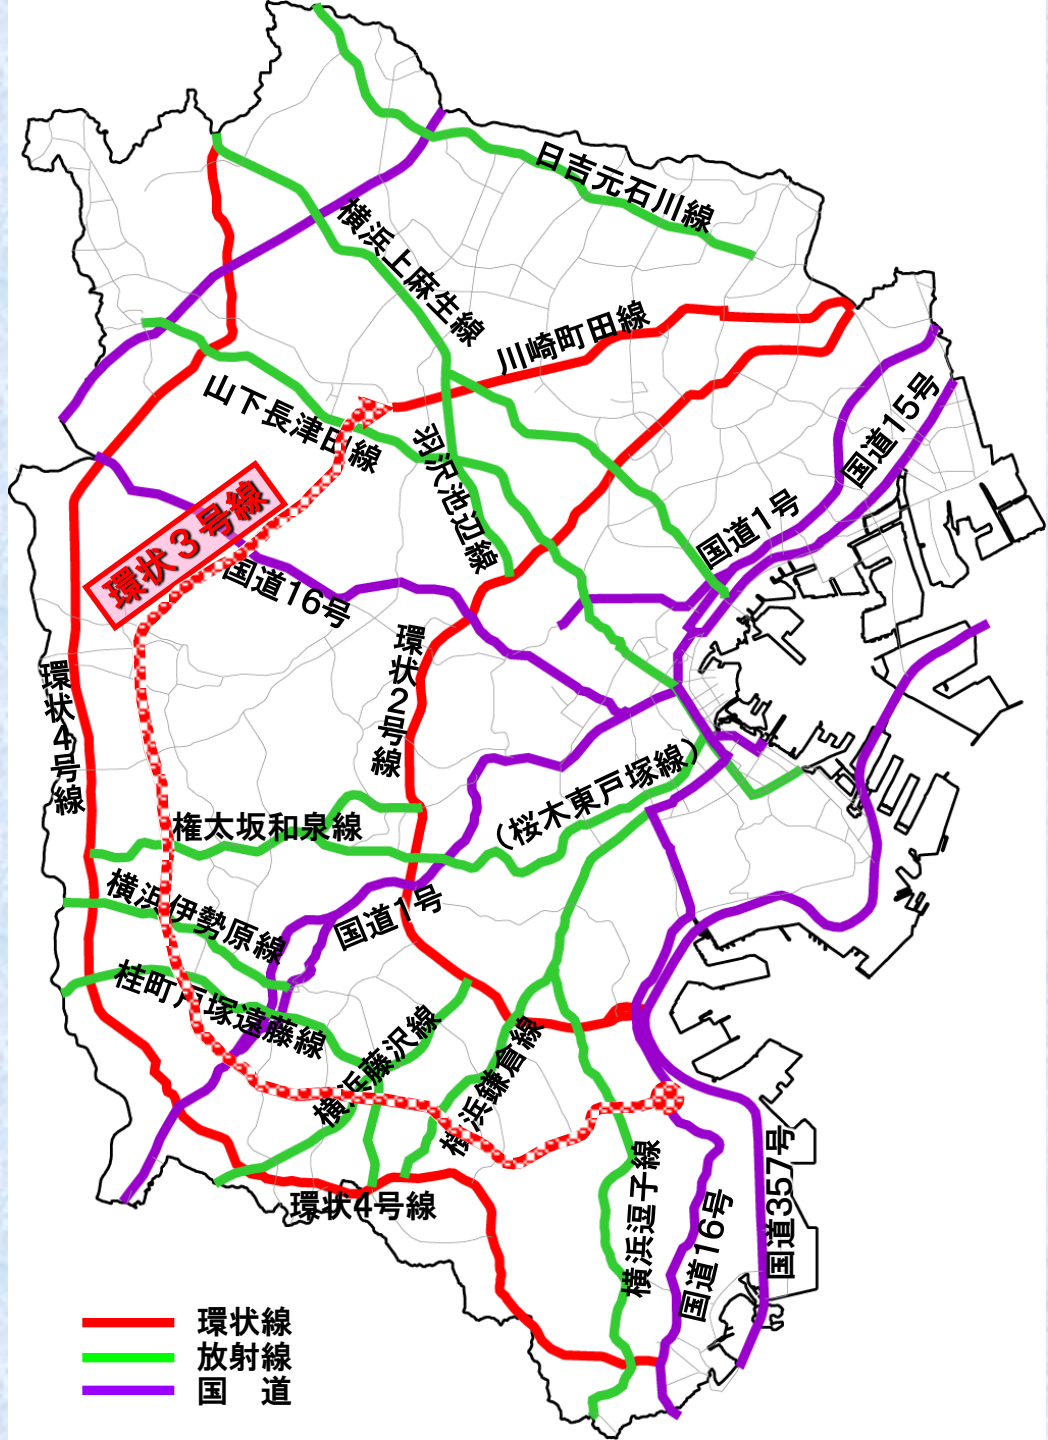 日吉元石川線
横浜上麻生線
川崎町田線
山下長津田線
国道15号
羽沢池辺線
環状３号線
国道1号
国道16号
環状2号線
環状4号線
（桜木東戸塚線）
権太坂和泉線
横浜伊勢原線
国道1号
桂町戸塚遠藤線
横浜藤沢線
横浜鎌倉線
国道357号
横浜逗子線
環状4号線
国道16号
環状線
放射線
国　道